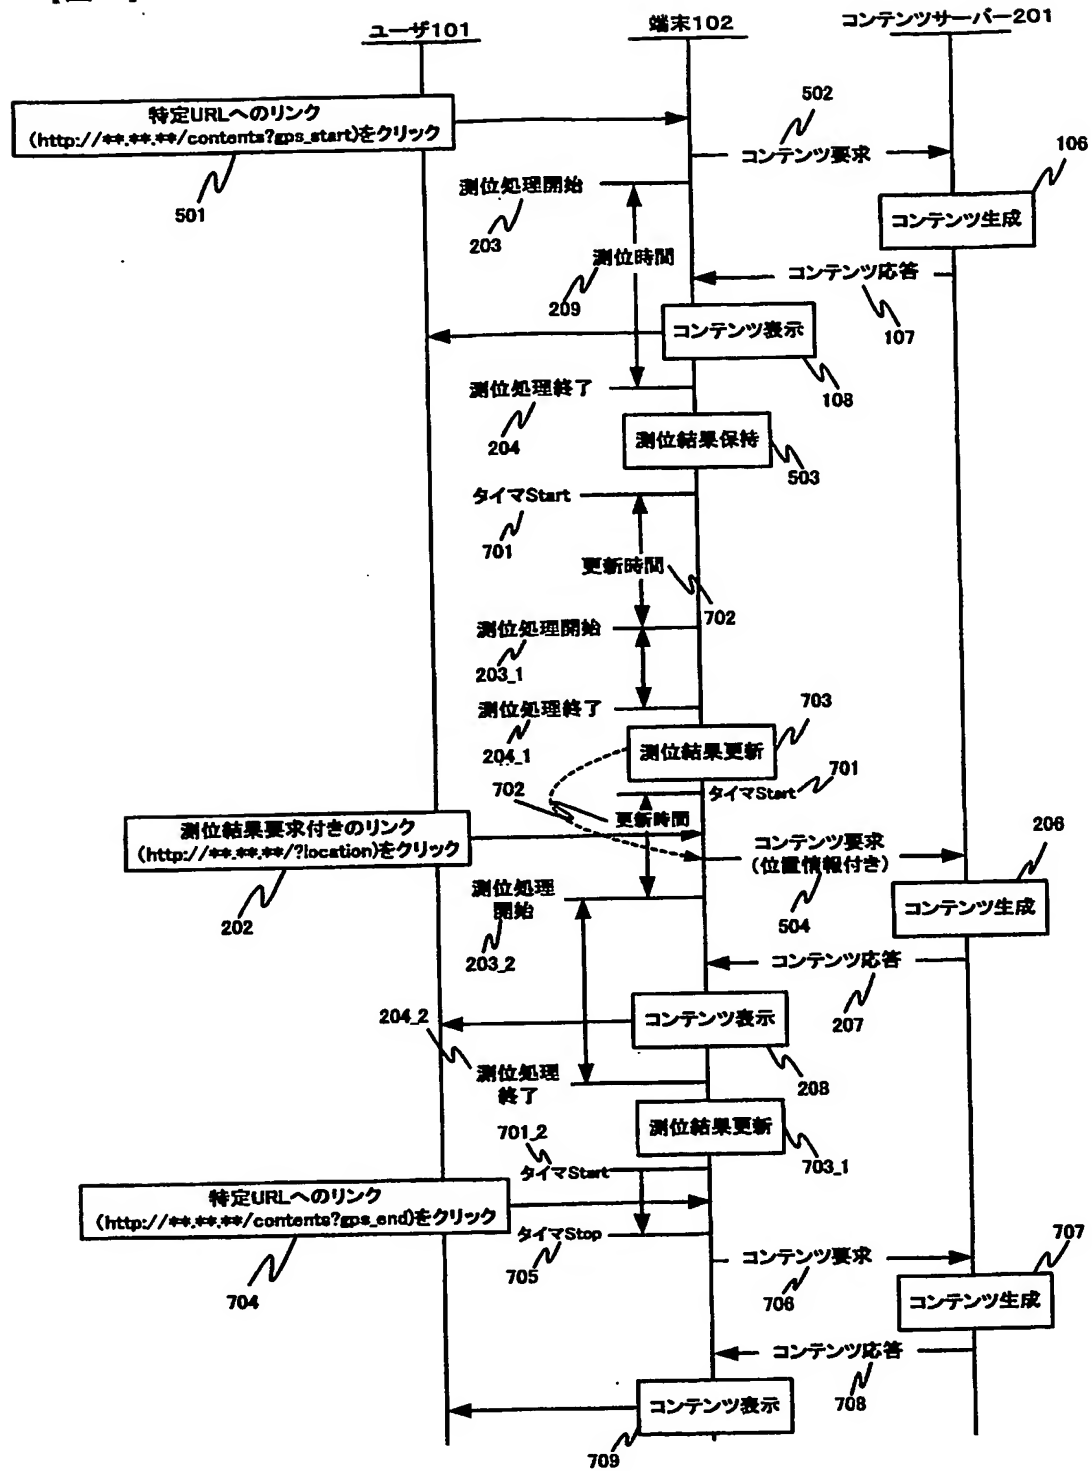 ユーザ101
端末102
コンテンツサーバー201
特定URLへのリンク
(http://**.**.**/contents?gps_start)をクリック
501
502
コンテンツ要求
106
測位処理開始
203
コンテンツ生成
測位時間
209
コンテンツ応答
107
コンテンツ表示
108
測位処理終了
204
測位結果保持
503
タイマStart
701
更新時間
702
測位処理開始
203_1
測位処理終了
204_1
703
測位結果更新
701
タイマStart
702
更新時間
測位結果要求付きのリンク
(http://**.**.**/?location)をクリック
202
コンテンツ要求
(位置情報付き)
504
206
コンテンツ生成
測位処理
開始
203_2
コンテンツ応答
207
コンテンツ表示
208
204_2
測位処理
終了
測位結果更新
703_1
701_2
タイマStart
特定URLへのリンク
(http://**.**.**/contents?gps_end)をクリック
704
タイマStop
705
コンテンツ要求
706
707
コンテンツ生成
コンテンツ応答
708
コンテンツ表示
709